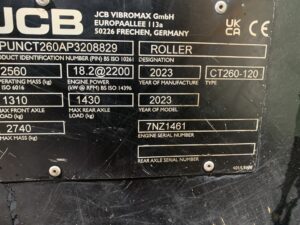 JCB
JCB VIBROMAX GmbH
EUROPAALLEE 113a
50226 FRECHEN, GERMANY
UK
CA
CE
PUNCT260AP3208829
ROLLER
PRODUCT IDENTIFICATION NUMBER (PIN) BS ISO 10261
DESIGNATION
2560
18.2@2200
2023
CT260-120
OPERATING MASS (kg)
ISO 6016
ENGINE POWER
(kW @ RPM) BS ISO 14396
YEAR OF MANUFACTURE
TYPE
1310
1430
2023
MAX FRONT AXLE
LOAD (kg)
MAX REAR AXLE
LOAD (kg)
YEAR OF MODEL
2740
7NZ1461
MAX MASS (kg)
ENGINE SERIAL NUMBER
REAR AXLE SERIAL NUMBER